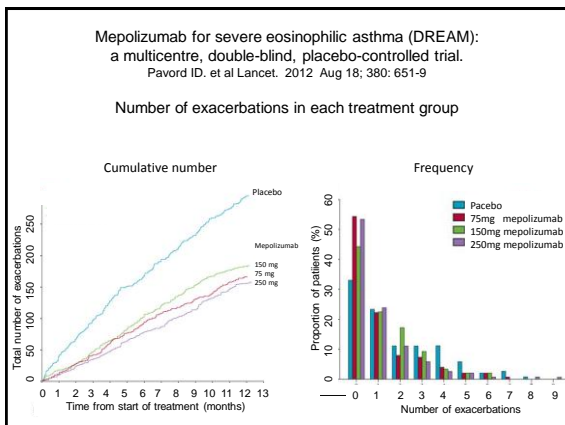 Mepolizumab for severe eosinophilic asthma (DREAM):
a multicentre, double-blind, placebo-controlled trial.
Pavord ID. et al Lancet. 2012 Aug 18; 380: 651-9
Number of exacerbations in each treatment group
Cumulative number
Total number of exacerbations
250
200
150
100
50
0
Placebo
Mepolizumab
150 mg
75 mg
250 mg
0 1 2 3 4 5 6 7 8 9 10 11 12 13
Time from start of treatment (months)
Frequency
Proportion of patiients (%)
60
50
40
30
20
10
0
Pacebo
75mg mepolizumab
150mg mepolizumab
250mg mepolizumab
0 1 2 3 4 5 6 7 8 9
Number of exacerbations